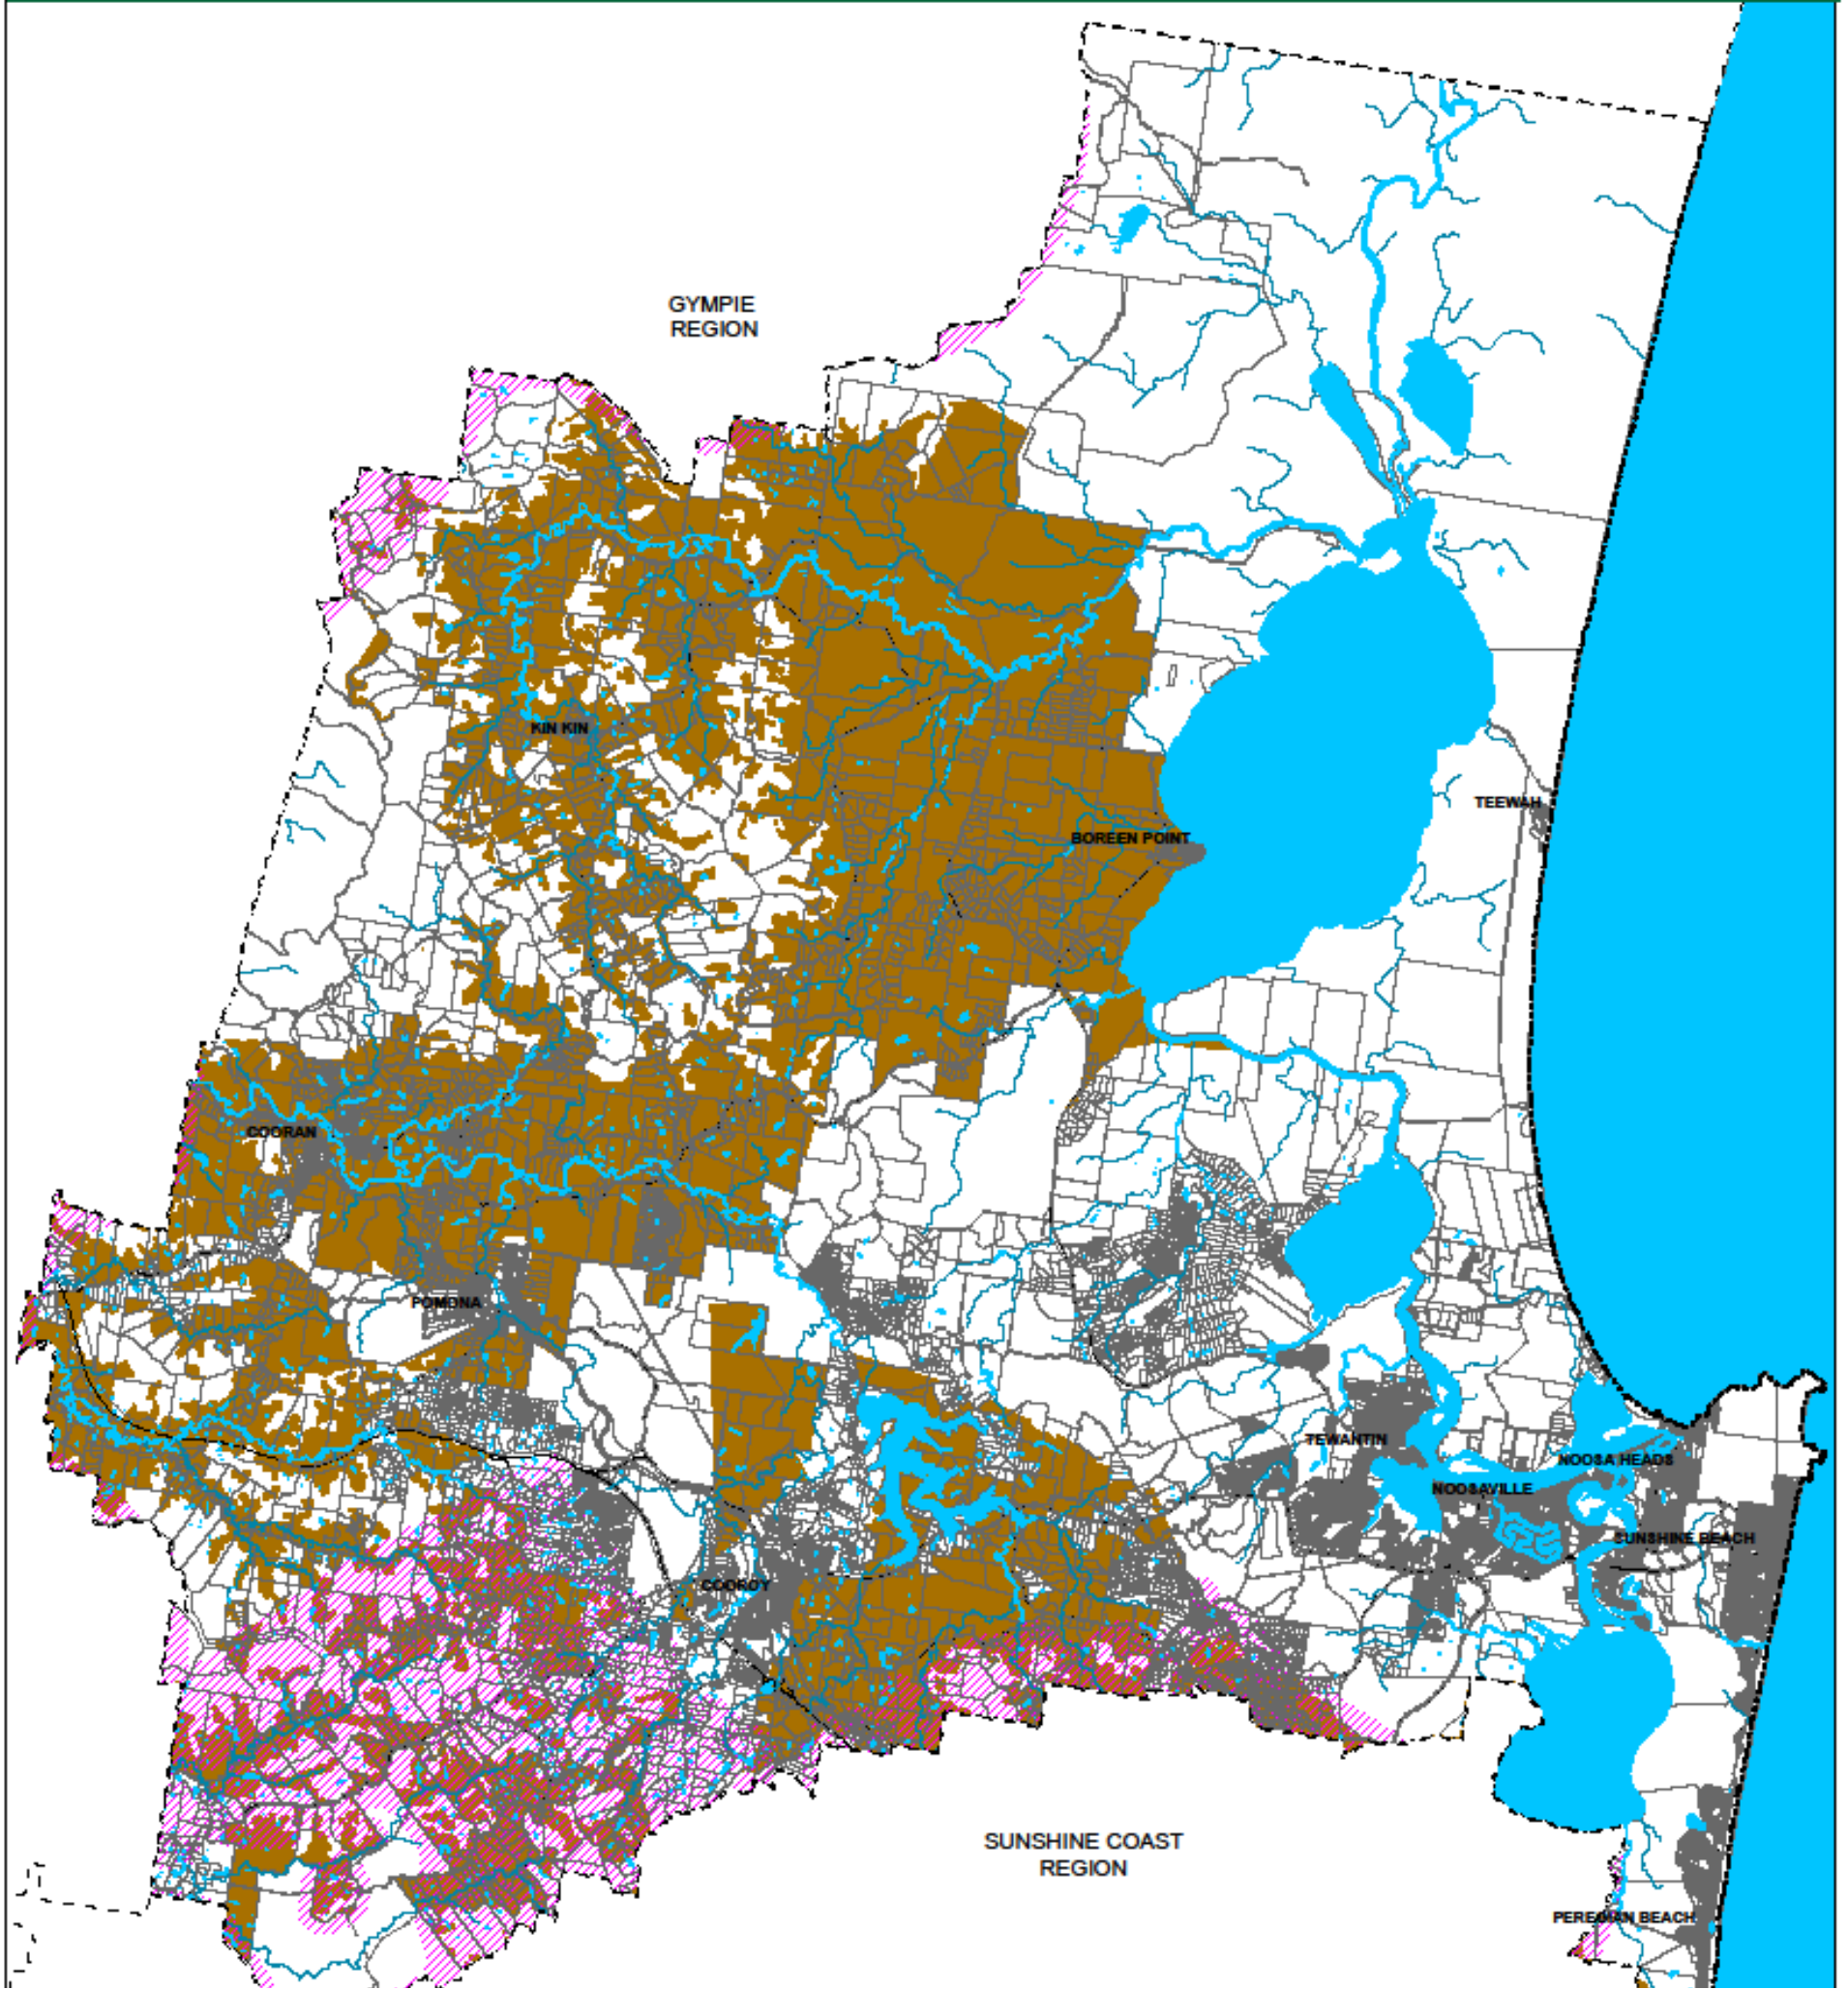 GYMPIE
REGION
KIN KIN
TEEWAH
BOREEN POINT
COORAN
POMONA
TEWANTIN
NOOSA HEADS
NOOSAVILLE
SUNSHINE BEACH
COOROY
SUNSHINE COAST
REGION
PEREGIAN BEACH